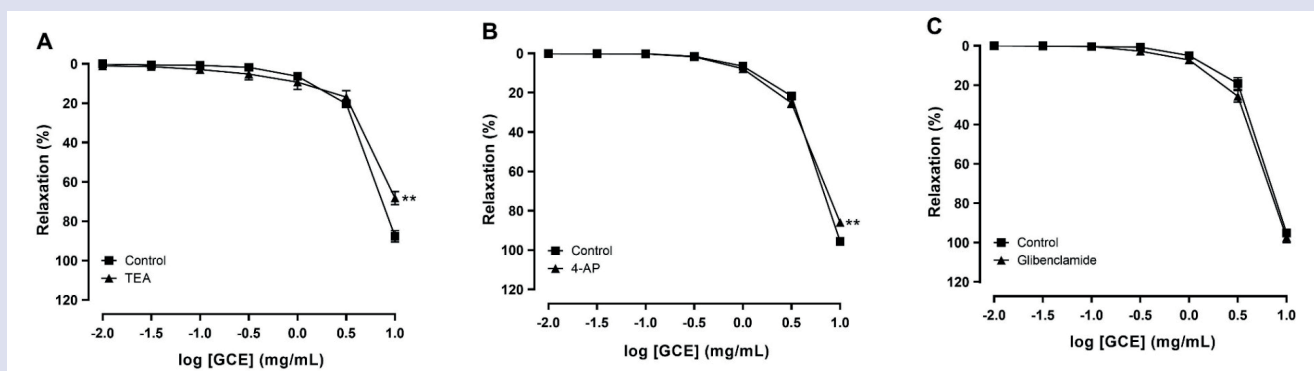 A
0
20
40
60
80
100
120
Relaxation (%)
**
Control
TEA
-2.0 -1.5 -1.0 -0.5 0.0 0.5 1.0
log [GCE] (mg/mL)
B
0
20
40
60
80
100
120
Relaxation (%)
**
Control
4-AP
-2.0 -1.5 -1.0 -0.5 0.0 0.5 1.0
log [GCE] (mg/mL)
C
0
20
40
60
80
100
120
Relaxation (%)
Control
Glibenclamide
-2.0 -1.5 -1.0 -0.5 0.0 0.5 1.0
log [GCE] (mg/mL)